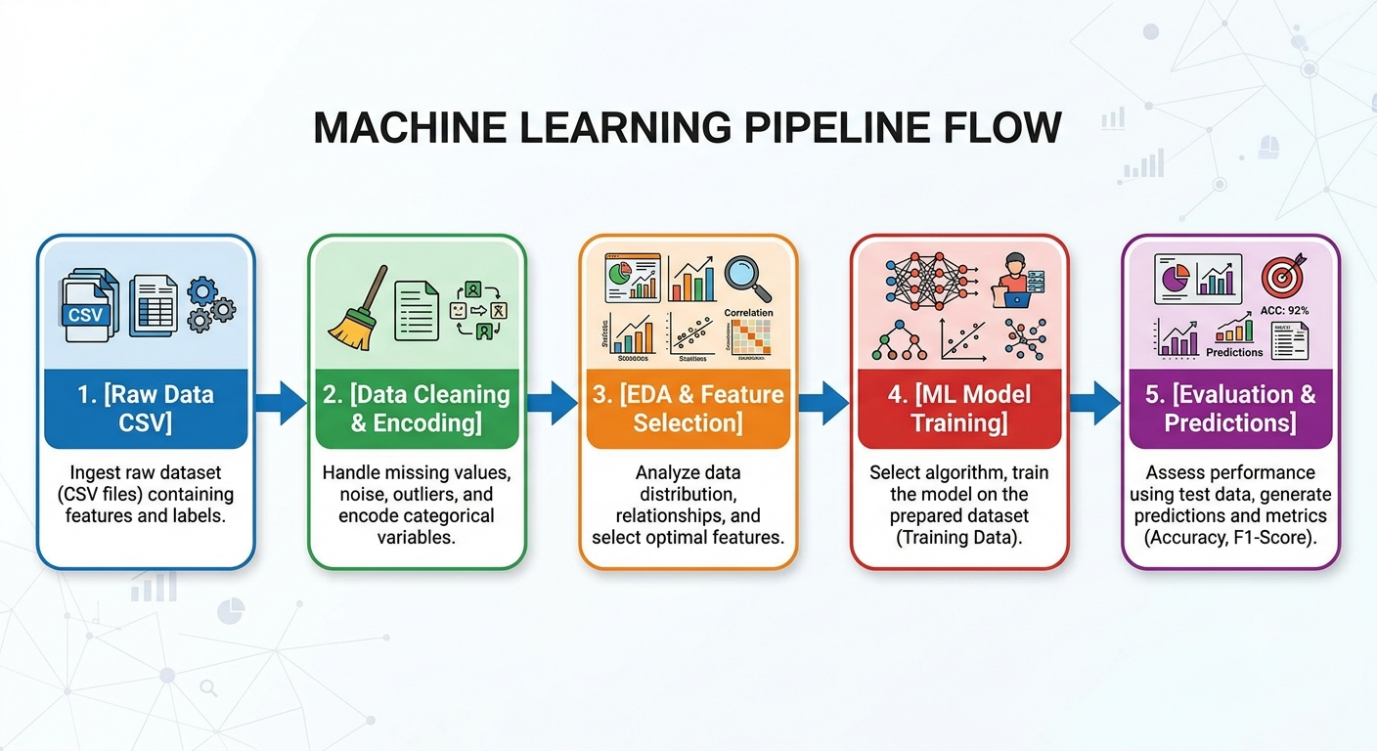 MACHINE LEARNING PIPELINE FLOW
CSV
1. [Raw Data
CSV]
Ingest raw dataset
(CSV files) containing
features and labels.
2. [Data Cleaning
& Encoding]
Handle missing values,
noise, outliers, and
encode categorical
variables.
Correlation
3. [EDA & Feature
Selection]
Analyze data
distribution,
relationships, and
select optimal features.
4. [ML Model
Training]
Select algorithm, train
the model on the
prepared dataset
(Training Data).
ACC: 92%
Predictions
5. [Evaluation &
Predictions]
Assess performance
using test data, generate
predictions and metrics
(Accuracy, F1-Score).